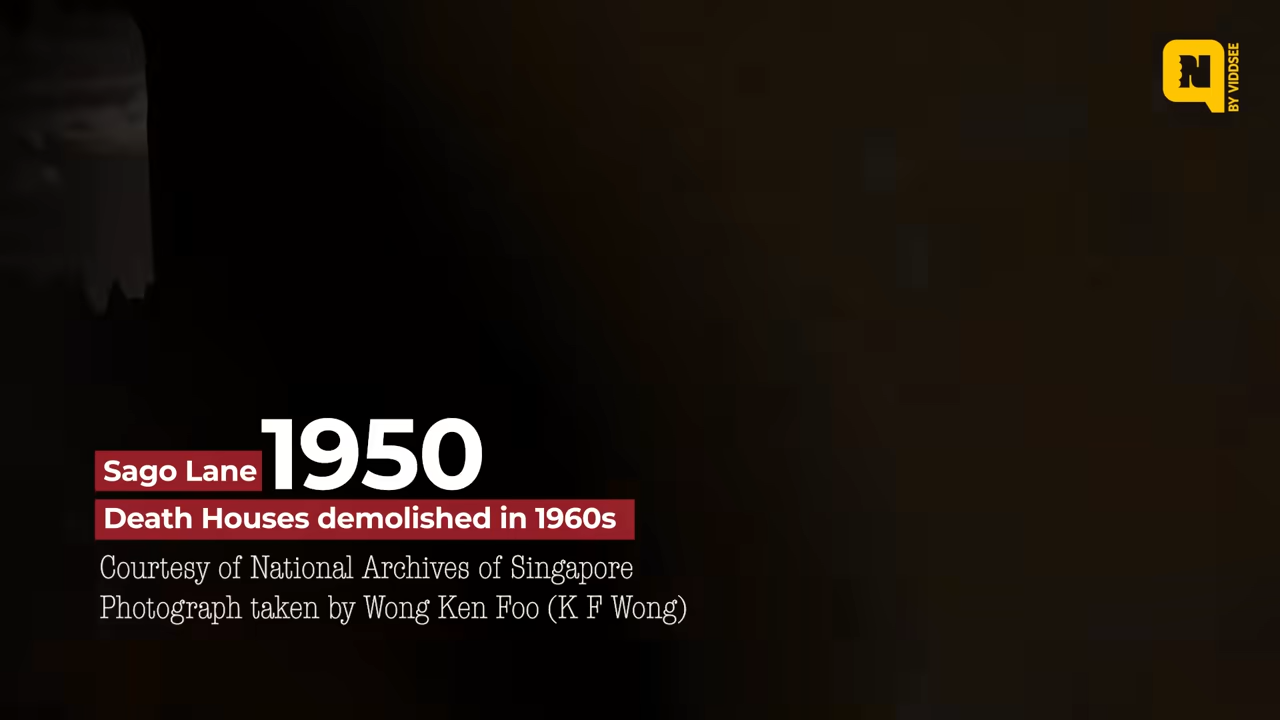 N
BY VIDDSEE
Sago Lane 1950
Death Houses demolished in 1960s
Courtesy of National Archives of Singapore
Photograph taken by Wong Ken Foo (K F Wong)